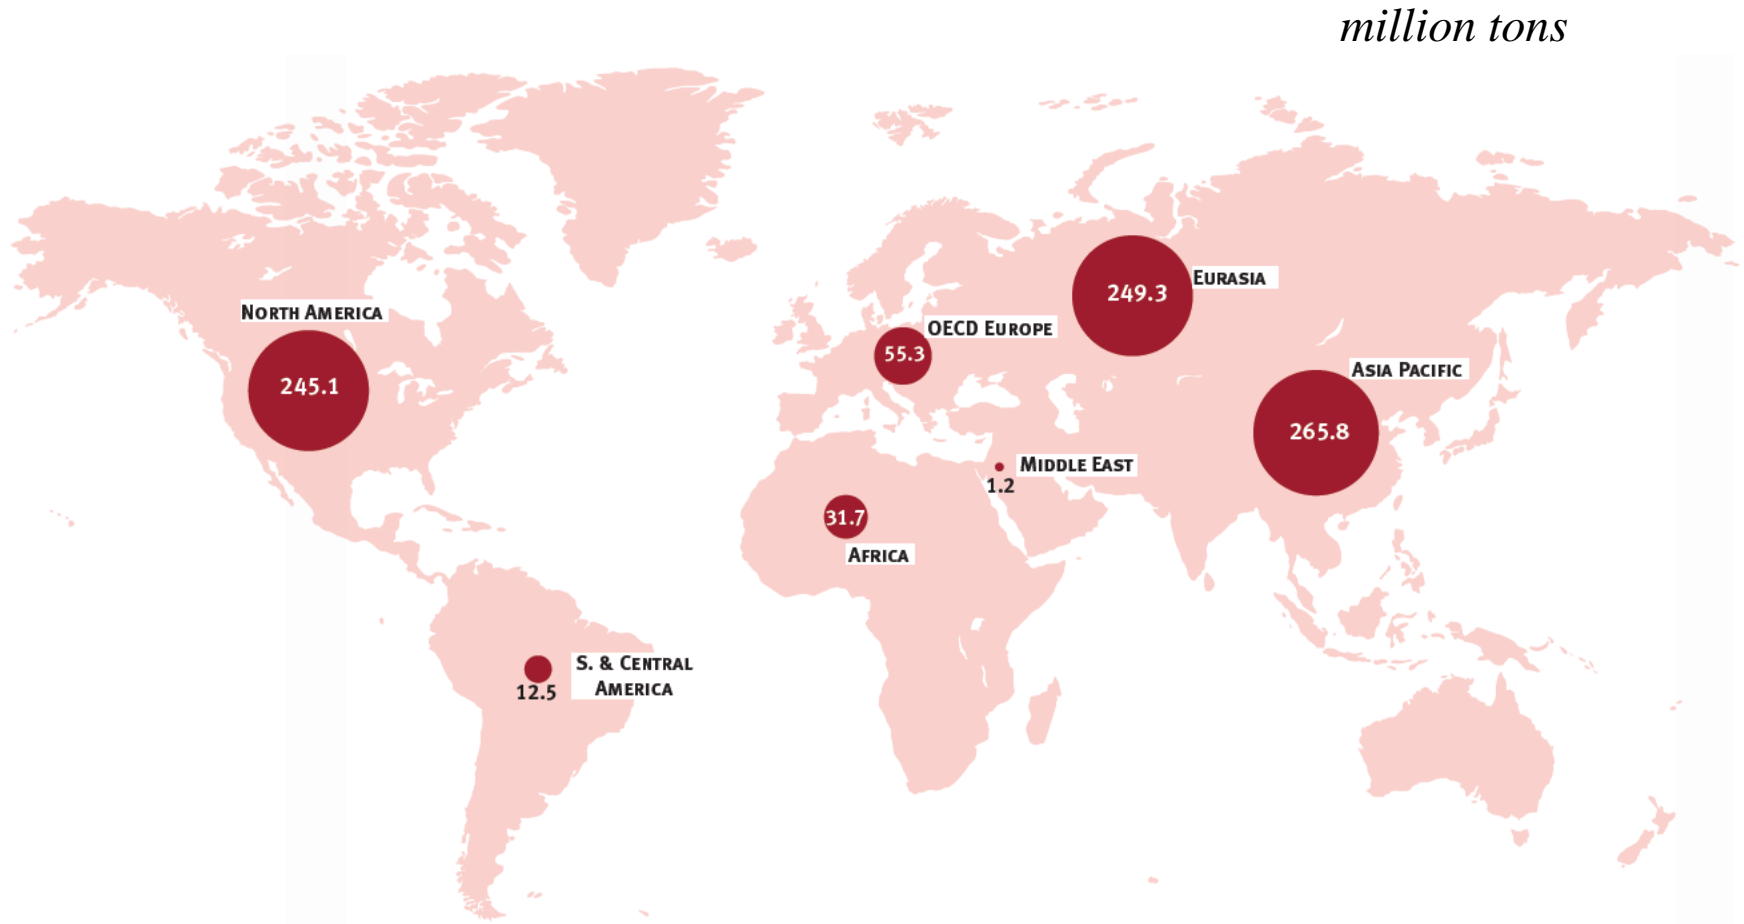 million tons
EURASIA
249.3
NORTH AMERICA
OECD EUROPE
55.3
ASIA PACIFIC
245.1
265.8
MIDDLE EAST
1.2
31.7
AFRICA
S. & CENTRAL
AMERICA
12.5